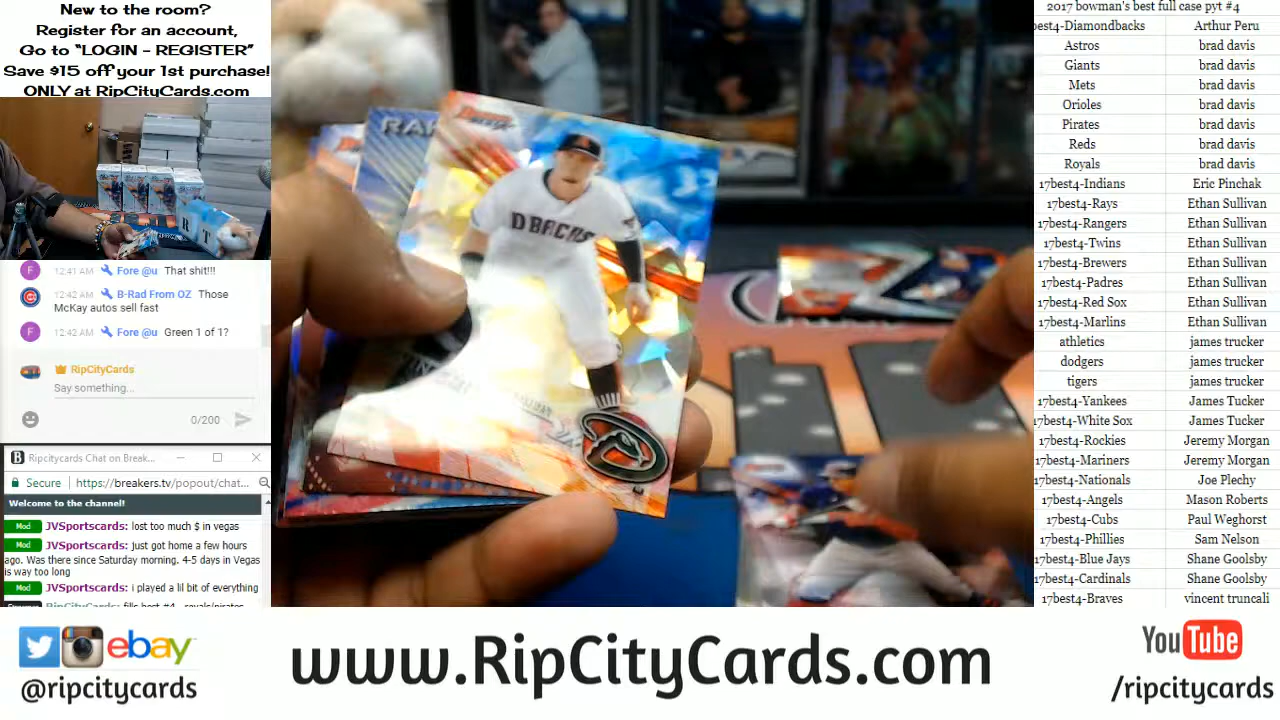 New to the room?
Register for an account,
Go to “LOGIN – REGISTER”
Save $15 off your 1st purchase!
ONLY at RipCityCards.com
F 12:41 AM Fore @u That shit!!!
12:42 AM B-Rad From OZ Those
McKay autos sell fast
F 12:42 AM Fore @u Green 1 of 1?
RipCityCards
Say something...
0/200
B Ripcitycards Chat on Break...
Secure https://breakers.tv/popout/chat...
Welcome to the channel!
Mod JVSportscards: lost too much $ in vegas
Mod JVSportscards: just got home a few hours
ago. Was there since Saturday morning. 4-5 days in Vegas
is way too long
Mod JVSportscards: i played a lil bit of everything
RipCityCards: fills best #4 - royals/pirates
DBACKS
D
2017 bowman's best full case pyt #4
best4-Diamondbacks Arthur Peru
Astros brad davis
Giants brad davis
Mets brad davis
Orioles brad davis
Pirates brad davis
Reds brad davis
Royals brad davis
17best4-Indians Eric Pinchak
17best4-Rays Ethan Sullivan
17best4-Rangers Ethan Sullivan
17best4-Twins Ethan Sullivan
17best4-Brewers Ethan Sullivan
17best4-Padres Ethan Sullivan
17best4-Red Sox Ethan Sullivan
17best4-Marlins Ethan Sullivan
athletics james trucker
dodgers james trucker
tigers james trucker
17best4-Yankees James Tucker
17best4-White Sox James Tucker
17best4-Rockies Jeremy Morgan
17best4-Mariners Jeremy Morgan
17best4-Nationals Joe Plechy
17best4-Angels Mason Roberts
17best4-Cubs Paul Weghorst
17best4-Phillies Sam Nelson
17best4-Blue Jays Shane Goolsby
17best4-Cardinals Shane Goolsby
17best4-Braves vincent truncali
ebay
@ripcitycards
www.RipCityCards.com
YouTube
/ripcitycards